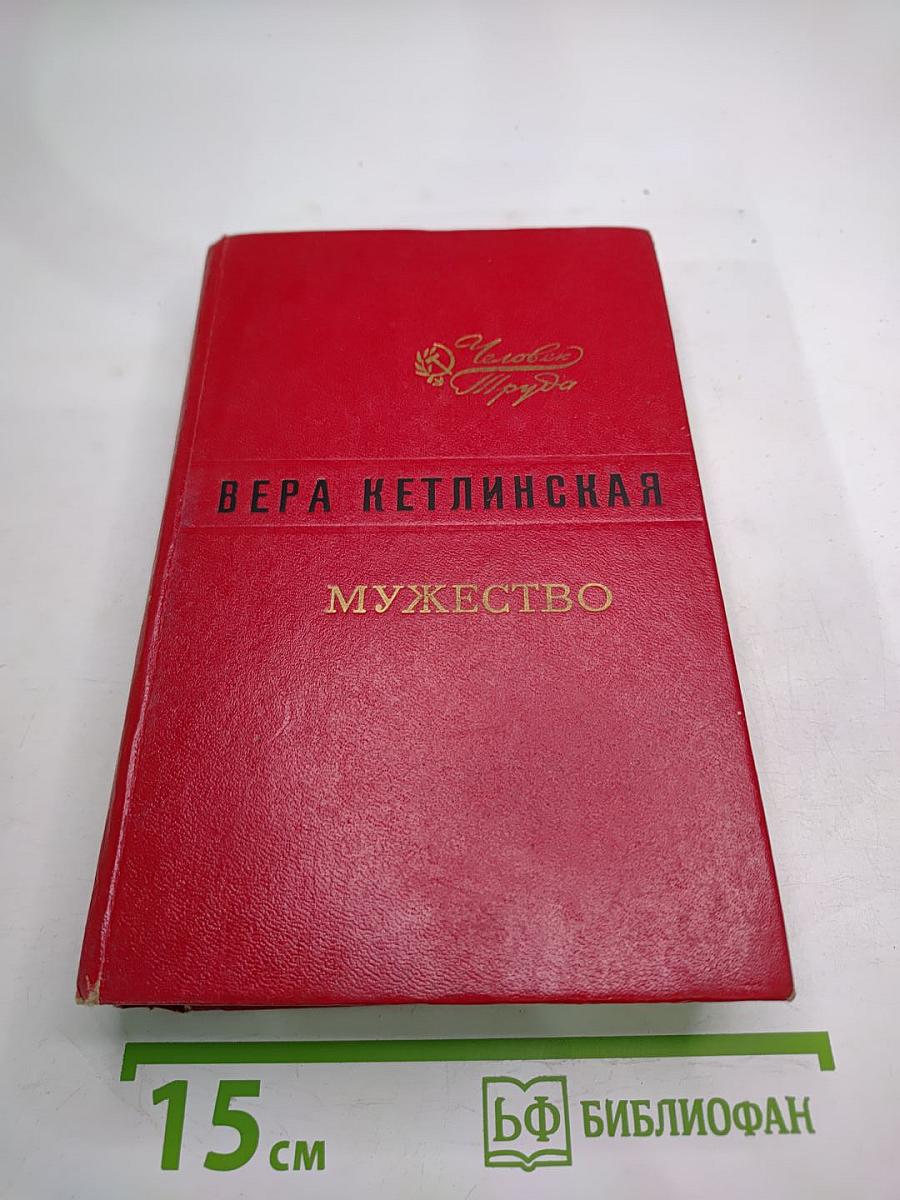 Человек
Труда
ВЕРА КЕТЛИНСКАЯ
МУЖЕСТВО
15 см
БФ БИБЛИОФАН